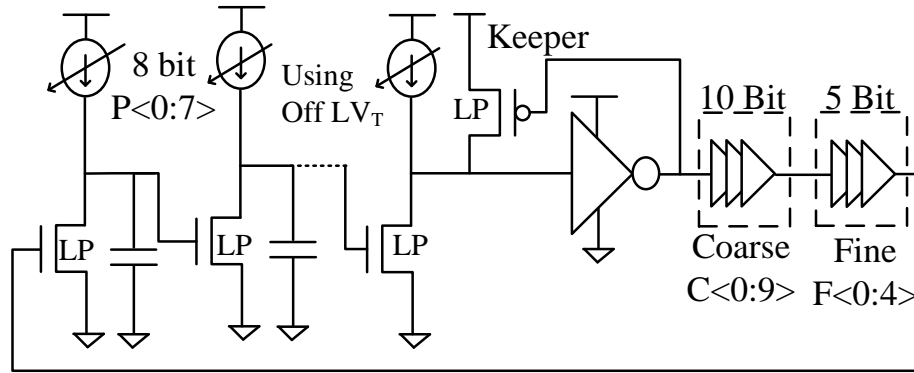 Keeper
8 bit
P<0:7>
Using
Off LV_T
LP
10 Bit
5 Bit
LP
LP
LP
Coarse
Fine
C<0:9>
F<0:4>